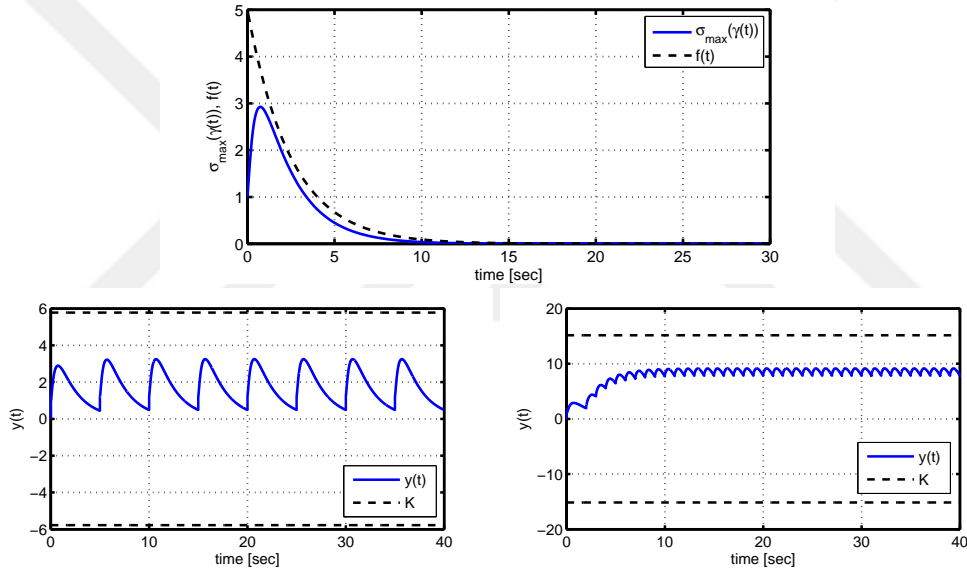 5
4
3
2
1
0
σmax(γ(t)), f(t)
σmax(γ(t))
f(t)
0 5 10 15 20 25 30
time [sec]
6
4
2
0
−2
−4
−6
y(t)
y(t)
K
0 10 20 30 40
time [sec]
20
10
0
−10
−20
y(t)
y(t)
K
0 10 20 30 40
time [sec]